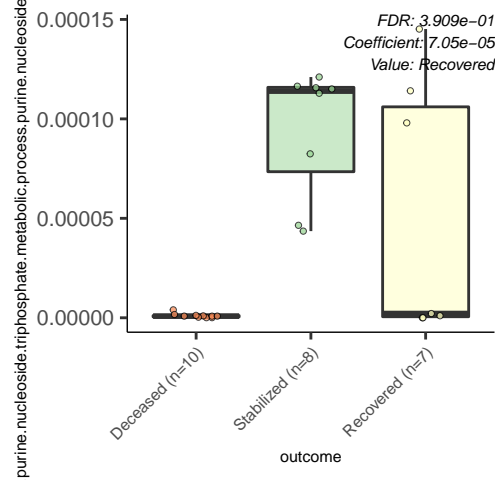 purine.nucleoside.triphosphate.metabolic.process.purine.nucleoside
FDR: 3.909e−01
Coefficient: 7.05e−05
Value: Recovered
0.00015
0.00010
0.00005
0.00000
Deceased (n=10)
Stabilized (n=8)
Recovered (n=7)
outcome